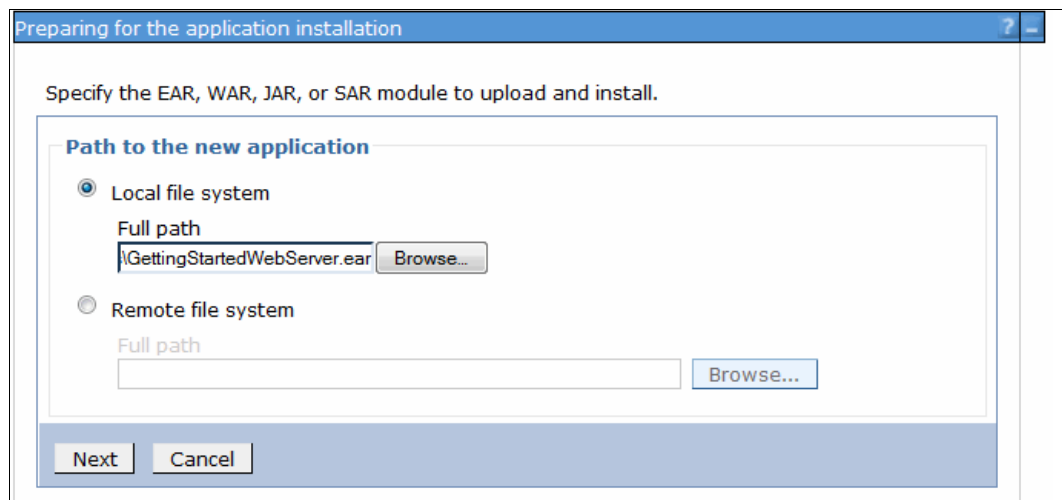 Preparing for the application installation ? –
Specify the EAR, WAR, JAR, or SAR module to upload and install.
Path to the new application
Local file system
Full path
\GettingStartedWebServer.ear Browse...
Remote file system
Full path
Browse...
Next Cancel